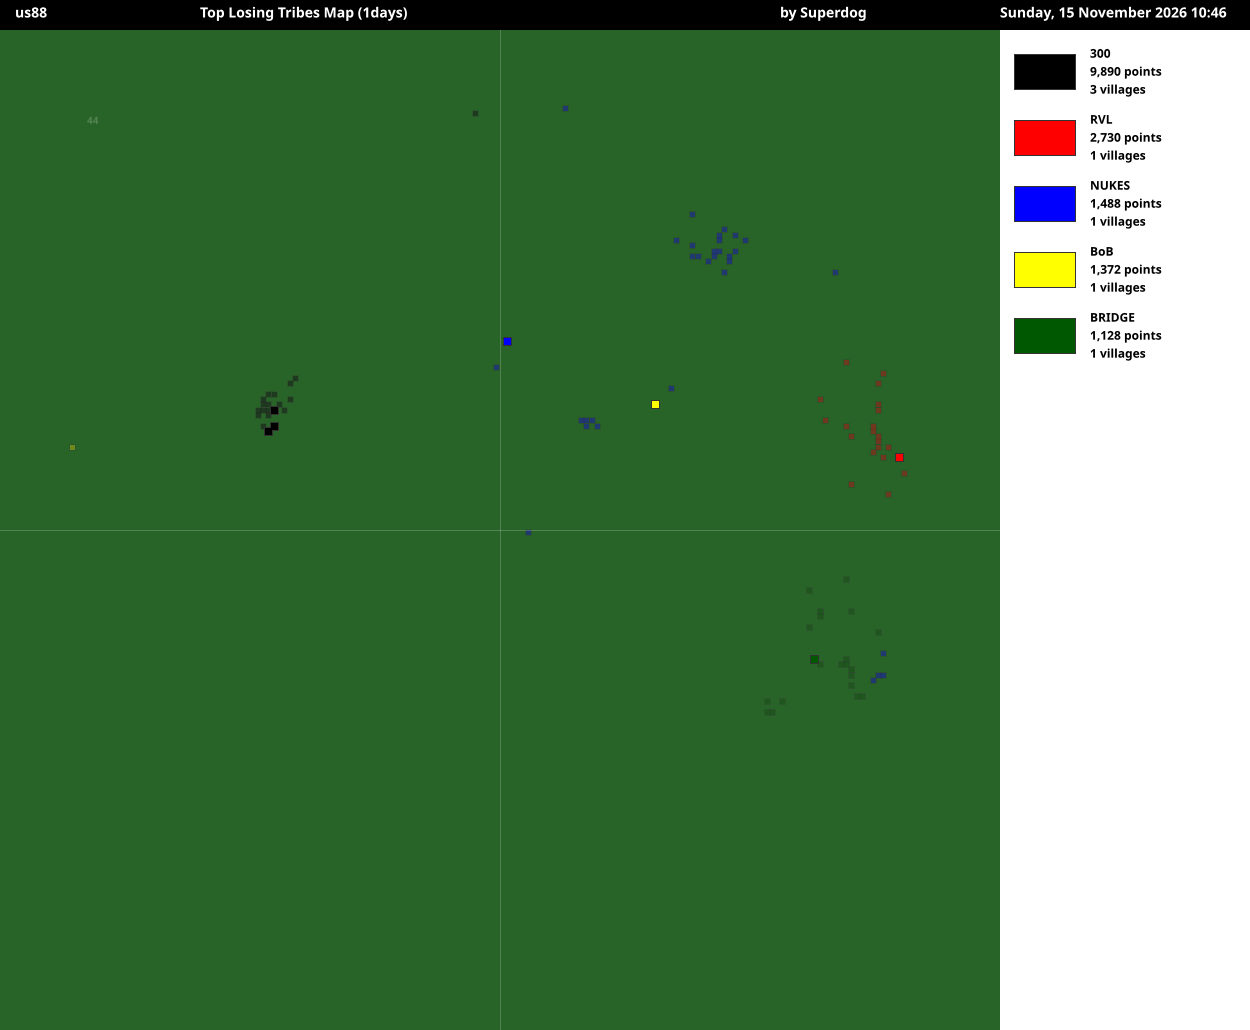 us88
Top Losing Tribes Map (1days)
by Superdog
Sunday, 15 November 2026 10:46
44
300
9,890 points
3 villages
RVL
2,730 points
1 villages
NUKES
1,488 points
1 villages
BoB
1,372 points
1 villages
BRIDGE
1,128 points
1 villages